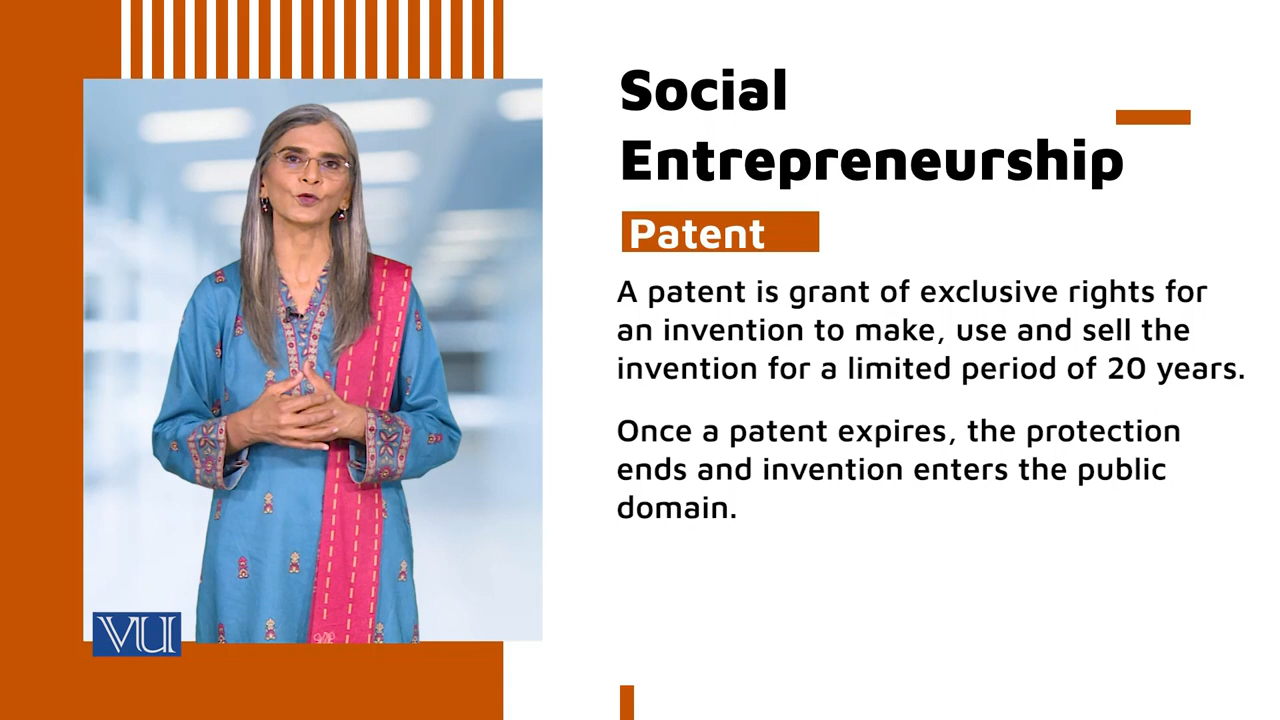 Social
Entrepreneurship
Patent
A patent is grant of exclusive rights for
an invention to make, use and sell the
invention for a limited period of 20 years.
Once a patent expires, the protection
ends and invention enters the public
domain.
VU